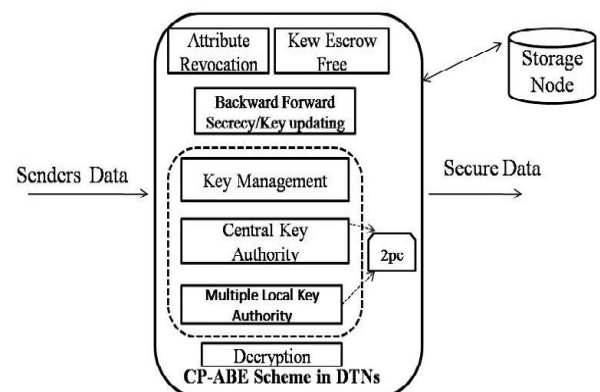 Attribute
Revocation
Kew Escrow
Free
Storage
Node
Backward Forward
Secrecy/Key updating
Senders Data
Key Management
Secure Data
Central Key
Authority
2pc
Multiple Local Key
Authority
Decryption
CP-ABE Scheme in DTNs